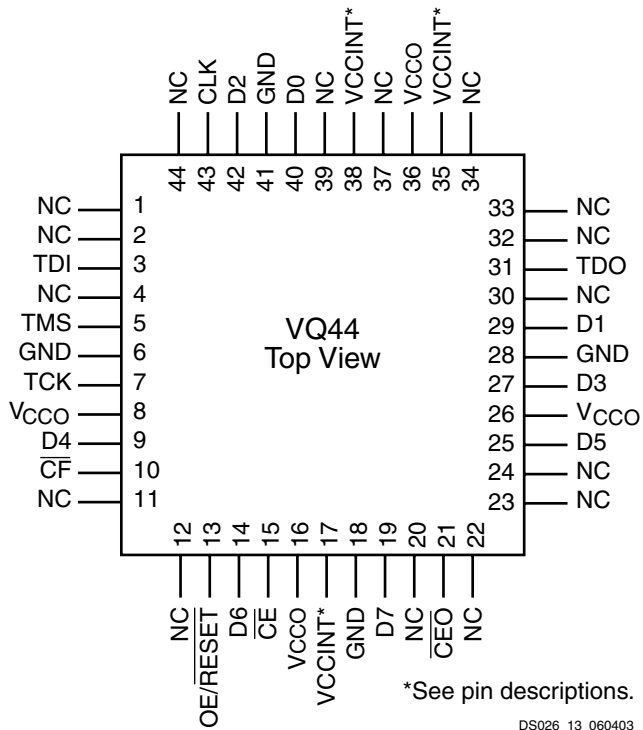 NC CLK D2 GND D0 NC VCCINT* NC VCCO VCCINT* NC
44 43 42 41 40 39 38 37 36 35 34
NC 1 33 NC
NC 2 32 NC
TDI 3 31 TDO
NC 4 30 NC
TMS 5 29 D1
GND 6 28 GND
TCK 7 27 D3
VCCO 8 26 VCCO
D4 9 25 D5
CF 10 24 NC
NC 11 23 NC
VQ44
Top View
12 13 14 15 16 17 18 19 20 21 22
NC OE/RESET D6 CE VCCO VCCINT* GND D7 NC CEO NC
*See pin descriptions.
DS026_13_060403